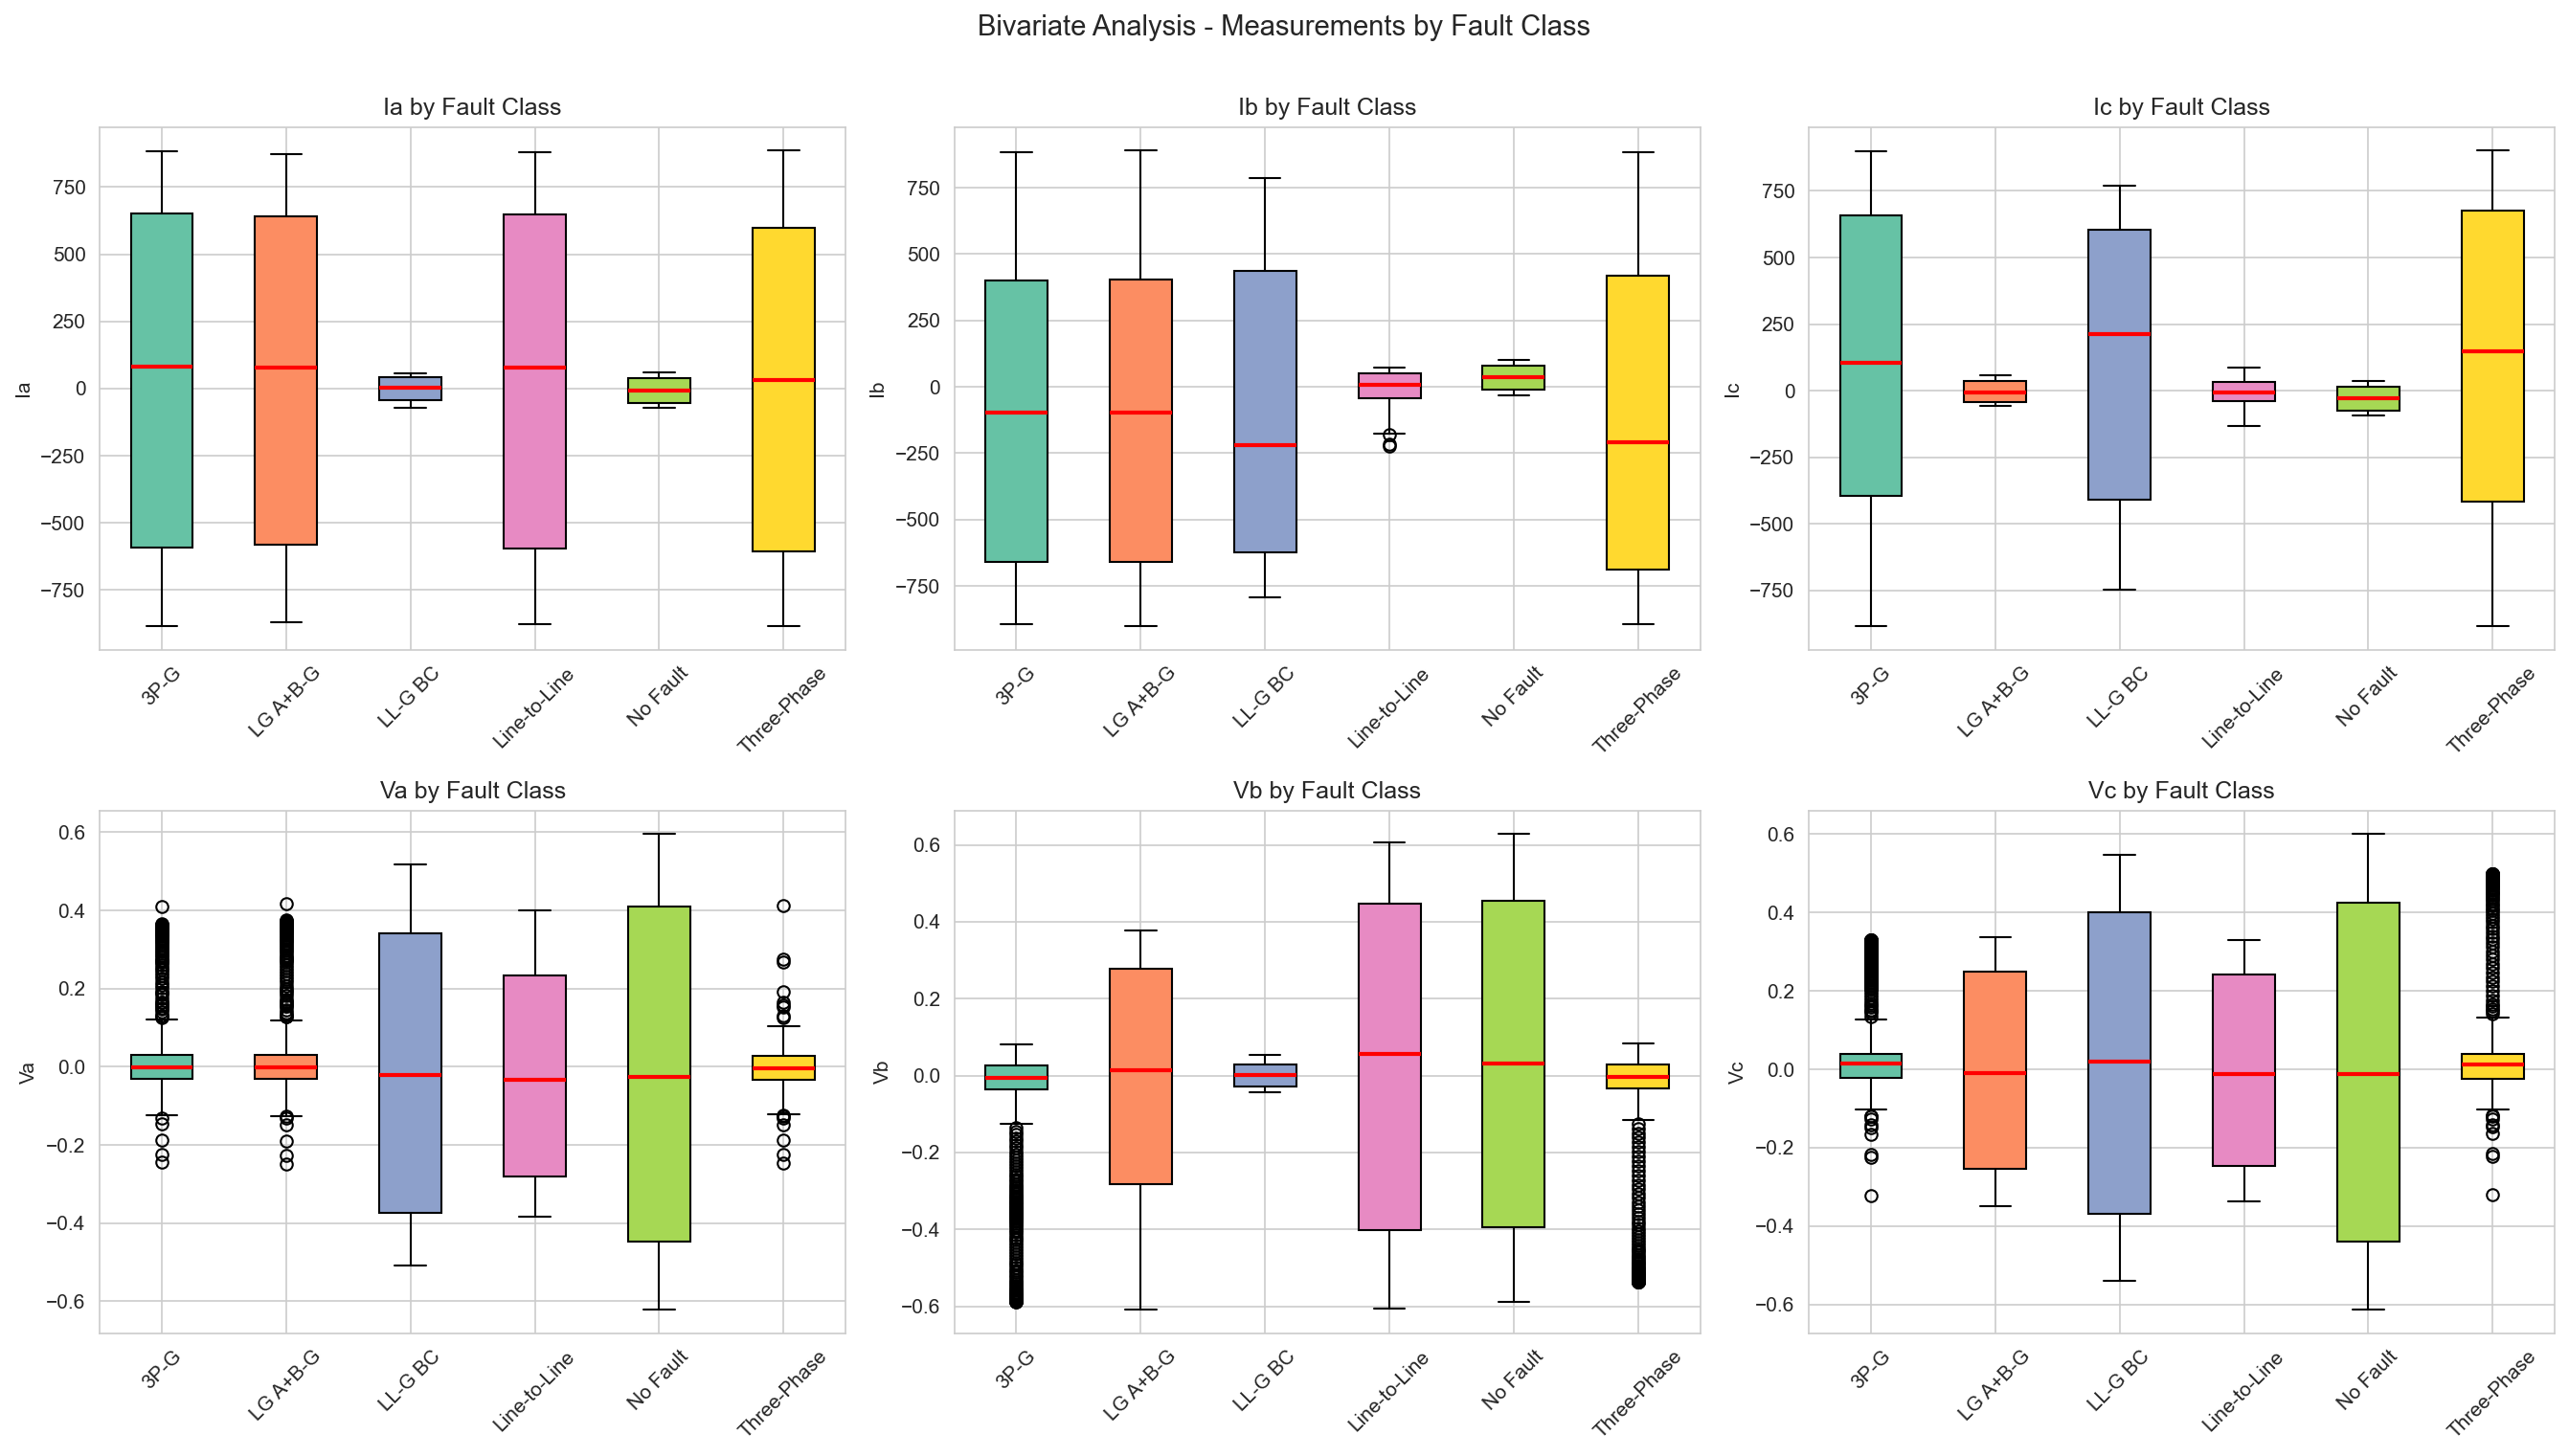 Bivariate Analysis - Measurements by Fault Class
Ia by Fault Class
Ia
750
500
250
0
−250
−500
−750
3P-G
LG A+B-G
LL-G BC
Line-to-Line
No Fault
Three-Phase
Ib by Fault Class
Ib
750
500
250
0
−250
−500
−750
3P-G
LG A+B-G
LL-G BC
Line-to-Line
No Fault
Three-Phase
Ic by Fault Class
Ic
750
500
250
0
−250
−500
−750
3P-G
LG A+B-G
LL-G BC
Line-to-Line
No Fault
Three-Phase
Va by Fault Class
Va
0.6
0.4
0.2
0.0
−0.2
−0.4
−0.6
3P-G
LG A+B-G
LL-G BC
Line-to-Line
No Fault
Three-Phase
Vb by Fault Class
Vb
0.6
0.4
0.2
0.0
−0.2
−0.4
−0.6
3P-G
LG A+B-G
LL-G BC
Line-to-Line
No Fault
Three-Phase
Vc by Fault Class
Vc
0.6
0.4
0.2
0.0
−0.2
−0.4
−0.6
3P-G
LG A+B-G
LL-G BC
Line-to-Line
No Fault
Three-Phase